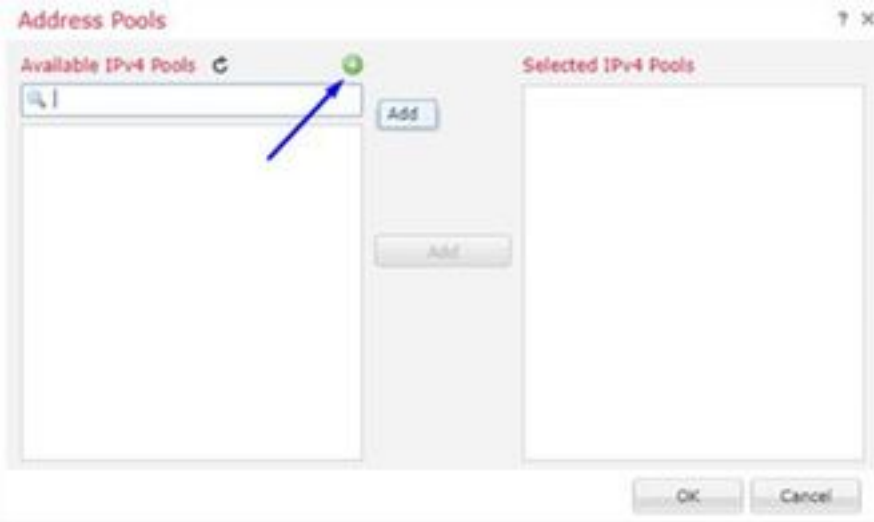 Address Pools ? X
Available IPv4 Pools
Selected IPv4 Pools
Add
Add
OK Cancel